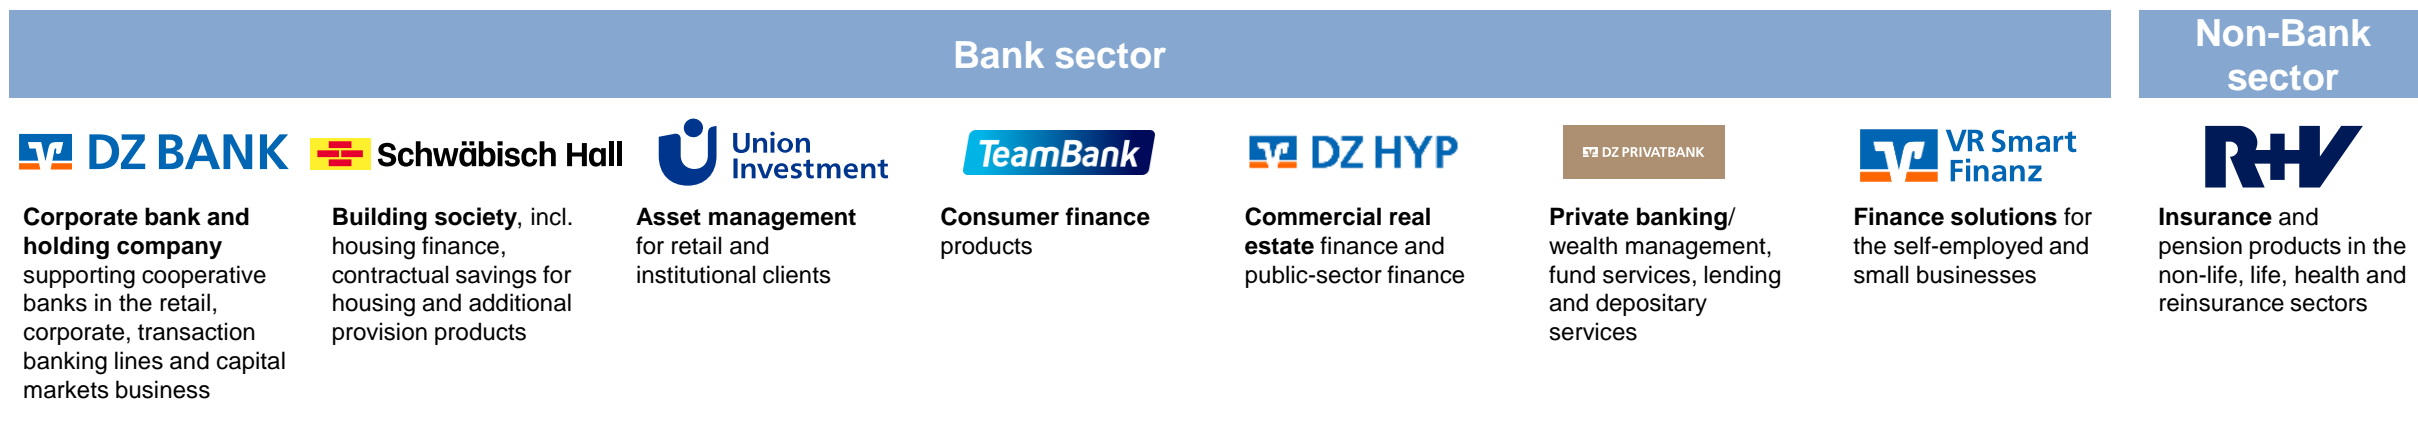 Bank sector
Non-Bank
sector
DZ BANK
Schwäbisch Hall
Union
Investment
TeamBank
DZ HYP
DZ PRIVATBANK
VR Smart
Finanz
R+V
Corporate bank and
holding company
supporting cooperative
banks in the retail,
corporate, transaction
banking lines and capital
markets business
Building society, incl.
housing finance,
contractual savings for
housing and additional
provision products
Asset management
for retail and
institutional clients
Consumer finance
products
Commercial real
estate finance and
public-sector finance
Private banking/
wealth management,
fund services, lending
and depositary
services
Finance solutions for
the self-employed and
small businesses
Insurance and
pension products in the
non-life, life, health and
reinsurance sectors